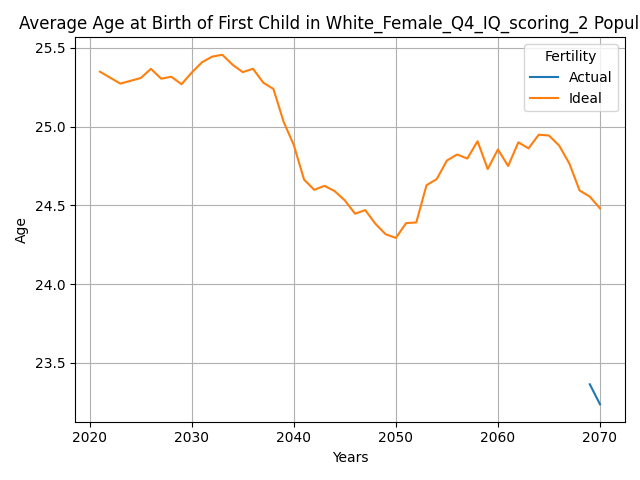 Average Age at Birth of First Child in White_Female_Q4_IQ_scoring_2 Popul
Fertility
Actual
Ideal
25.5
25.0
24.5
24.0
23.5
Age
2020 2030 2040 2050 2060 2070
Years